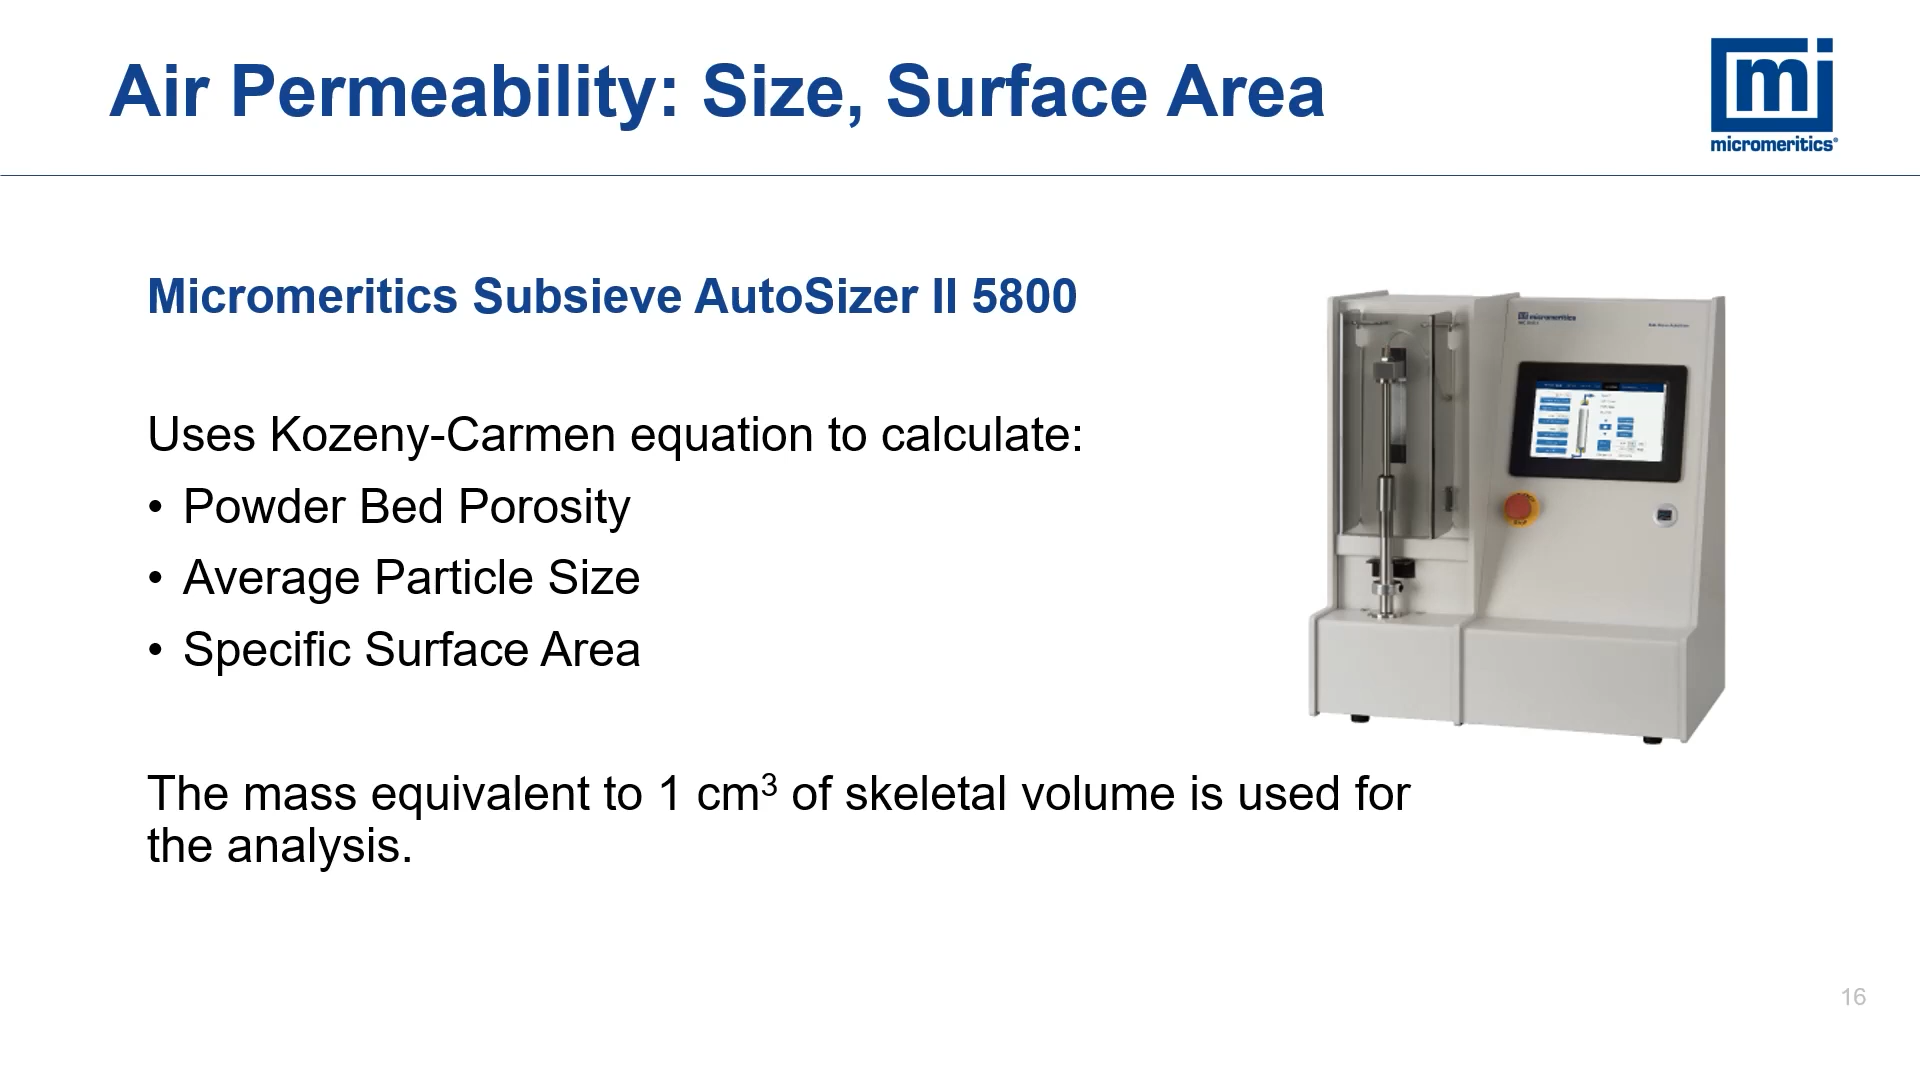 Air Permeability: Size, Surface Area
mi
micromeritics®
Micromeritics Subsieve AutoSizer II 5800
Uses Kozeny-Carmen equation to calculate:
• Powder Bed Porosity
• Average Particle Size
• Specific Surface Area
The mass equivalent to 1 cm³ of skeletal volume is used for
the analysis.
micromeritics
16